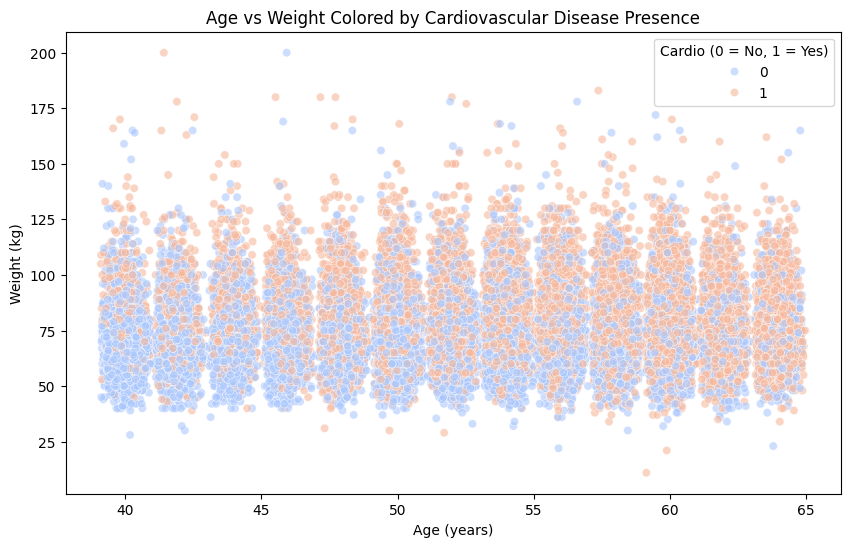 Age vs Weight Colored by Cardiovascular Disease Presence
Cardio (0 = No, 1 = Yes)
0
1
Weight (kg)
200
175
150
125
100
75
50
25
40 45 50 55 60 65
Age (years)